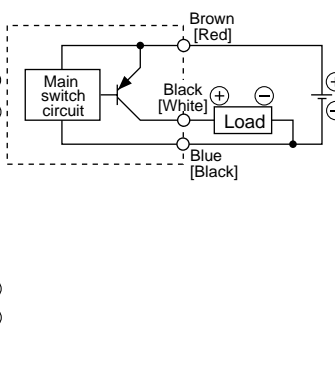 Brown
[Red]
Main
switch
circuit
Black
[White]
+ −
Load
+
−
Blue
[Black]